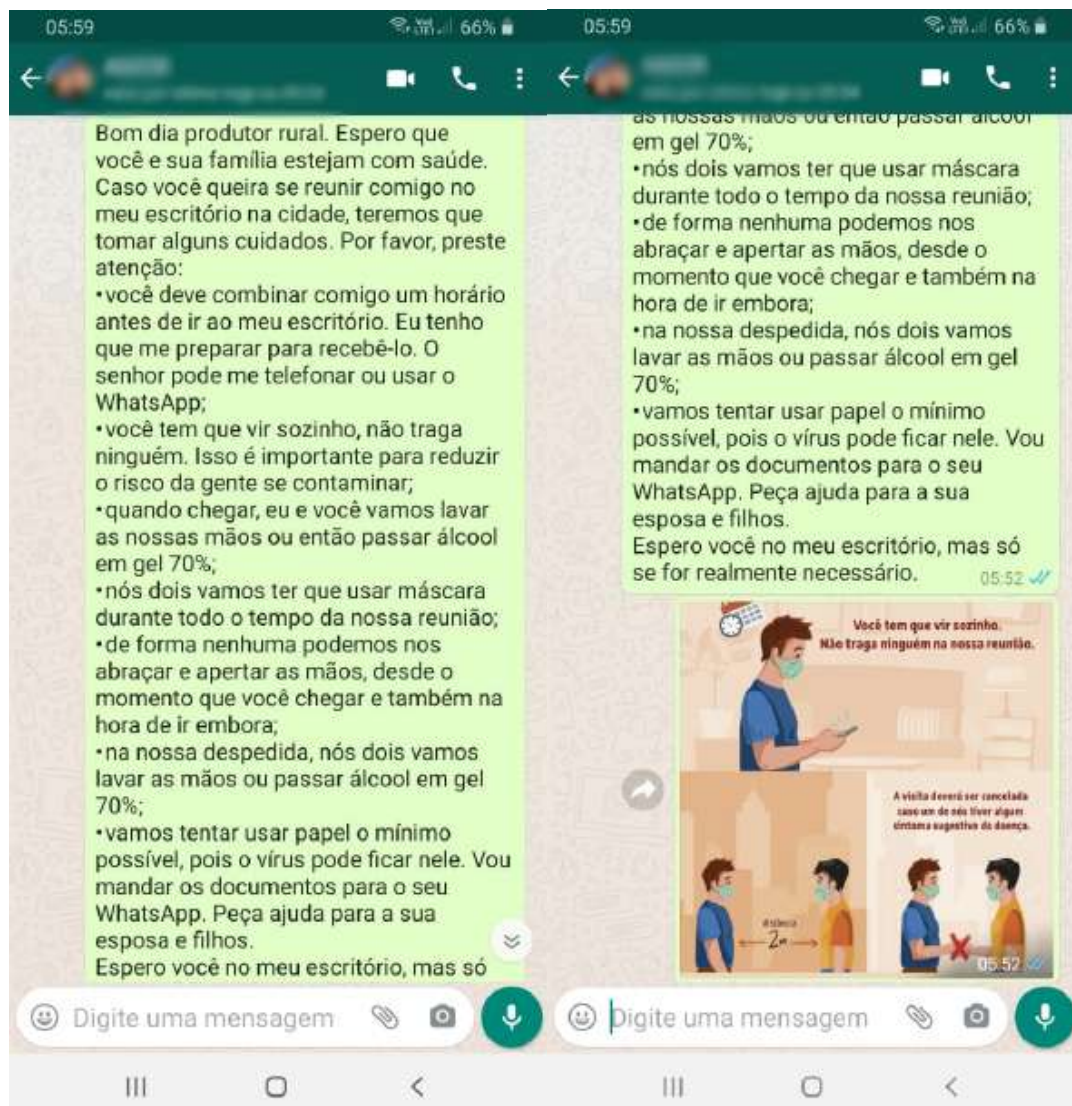 05:59
66%
Bom dia produtor rural. Espero que
você e sua família estejam com saúde.
Caso você queira se reunir comigo no
meu escritório na cidade, teremos que
tomar alguns cuidados. Por favor, preste
atenção:
•você deve combinar comigo um horário
antes de ir ao meu escritório. Eu tenho
que me preparar para recebê-lo. O
senhor pode me telefonar ou usar o
WhatsApp;
•você tem que vir sozinho, não traga
ninguém. Isso é importante para reduzir
o risco da gente se contaminar;
•quando chegar, eu e você vamos lavar
as nossas mãos ou então passar álcool
em gel 70%;
•nós dois vamos ter que usar máscara
durante todo o tempo da nossa reunião;
•de forma nenhuma podemos nos
abraçar e apertar as mãos, desde o
momento que você chegar e também na
hora de ir embora;
•na nossa despedida, nós dois vamos
lavar as mãos ou passar álcool em gel
70%;
•vamos tentar usar papel o mínimo
possível, pois o vírus pode ficar nele. Vou
mandar os documentos para o seu
WhatsApp. Peça ajuda para a sua
esposa e filhos.
Espero você no meu escritório, mas só
Digite uma mensagem
05:59
66%
as nossas mãos ou então passar álcool
em gel 70%;
•nós dois vamos ter que usar máscara
durante todo o tempo da nossa reunião;
•de forma nenhuma podemos nos
abraçar e apertar as mãos, desde o
momento que você chegar e também na
hora de ir embora;
•na nossa despedida, nós dois vamos
lavar as mãos ou passar álcool em gel
70%;
•vamos tentar usar papel o mínimo
possível, pois o vírus pode ficar nele. Vou
mandar os documentos para o seu
WhatsApp. Peça ajuda para a sua
esposa e filhos.
Espero você no meu escritório, mas só
se for realmente necessário.
05:52
Você tem que vir sozinho.
Não traga ninguém na nossa reunião.
A visita deverá ser cancelada
caso um de nós tiver algum
sintoma sugestivo da doença.
distância
2m
05:52
Digite uma mensagem